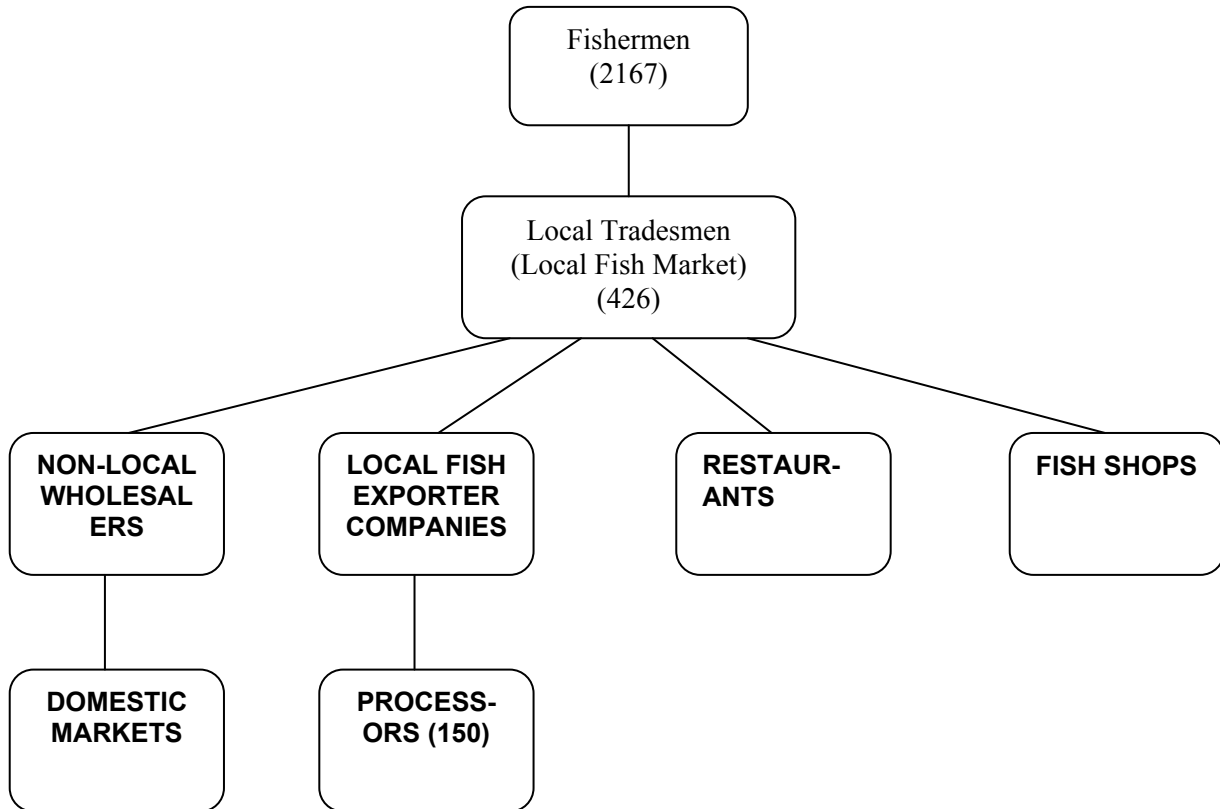 Fishermen
(2167)
Local Tradesmen
(Local Fish Market)
(426)
NON-LOCAL
WHOLESAL
ERS
LOCAL FISH
EXPORTER
COMPANIES
RESTAUR-
ANTS
FISH SHOPS
DOMESTIC
MARKETS
PROCESS-
ORS (150)